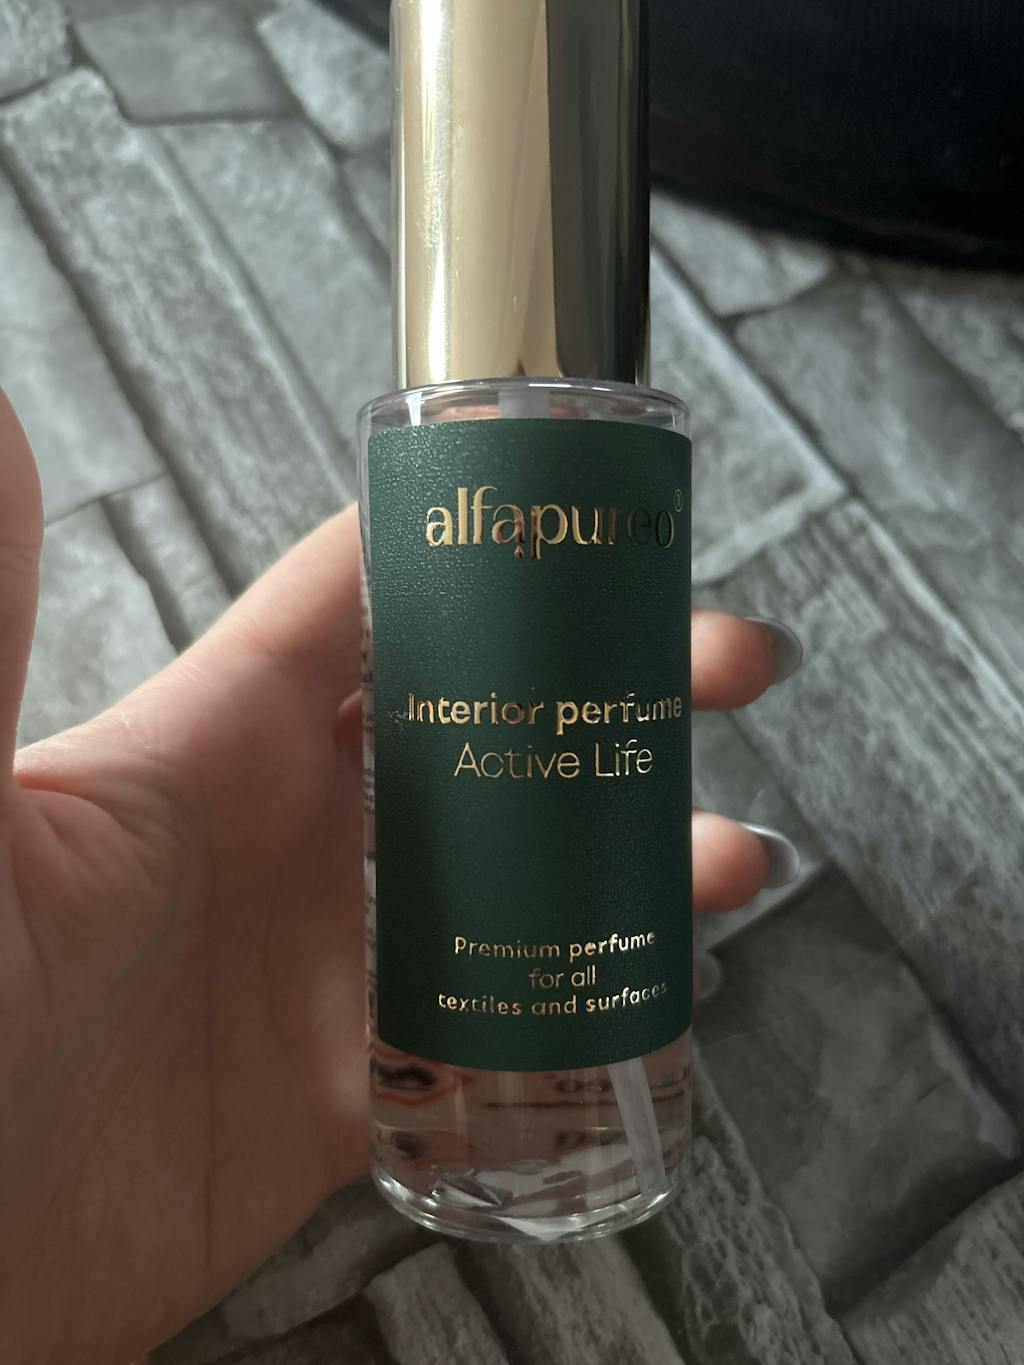 alfapureo®
Interior perfume
Active Life
Premium perfume
for all
textiles and surfaces